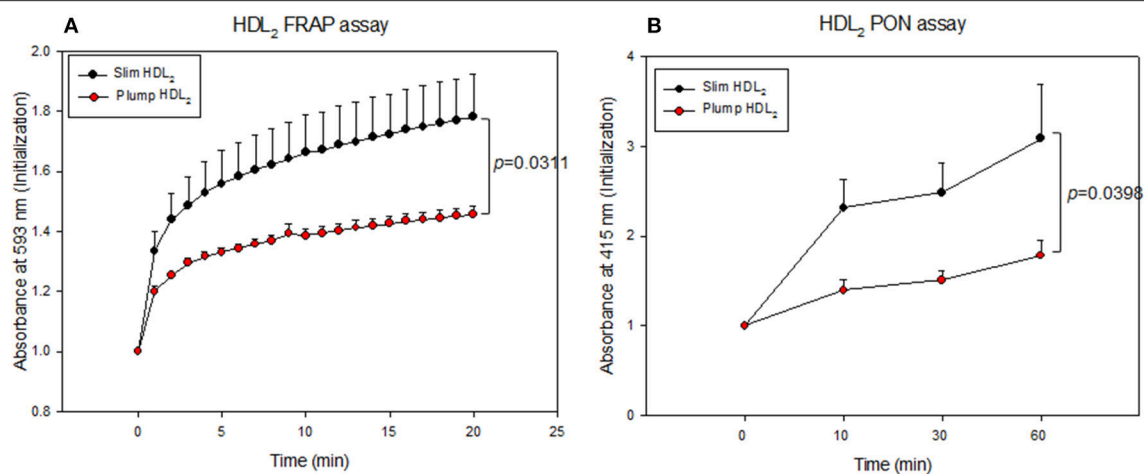 A
HDL2 FRAP assay
Slim HDL2
Plump HDL2
Absorbance at 593 nm (Initialization)
2.0
1.8
1.6
1.4
1.2
1.0
0.8
p=0.0311
0 5 10 15 20 25
Time (min)
B
HDL2 PON assay
Slim HDL2
Plump HDL2
Absorbance at 415 nm (Initialization)
4
3
2
1
0
p=0.0398
0 10 30 60
Time (min)